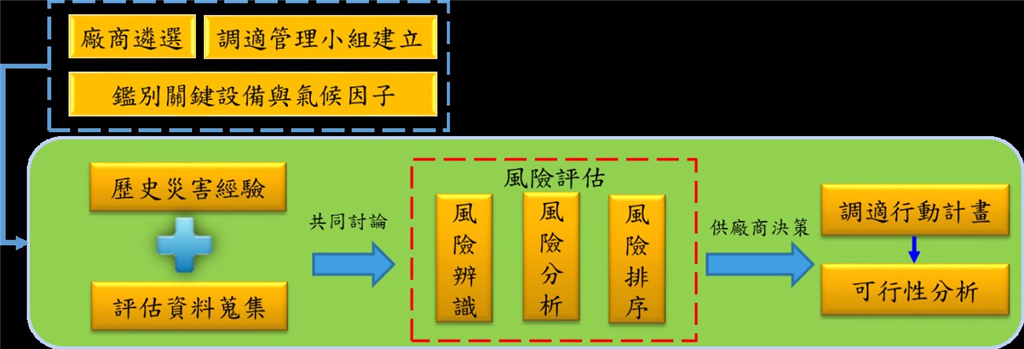 廠商遴選
調適管理小組建立
鑑別關鍵設備與氣候因子
歷史災害經驗
評估資料蒐集
共同討論
風險評估
風險辨識
風險分析
風險排序
供廠商決策
調適行動計畫
可行性分析